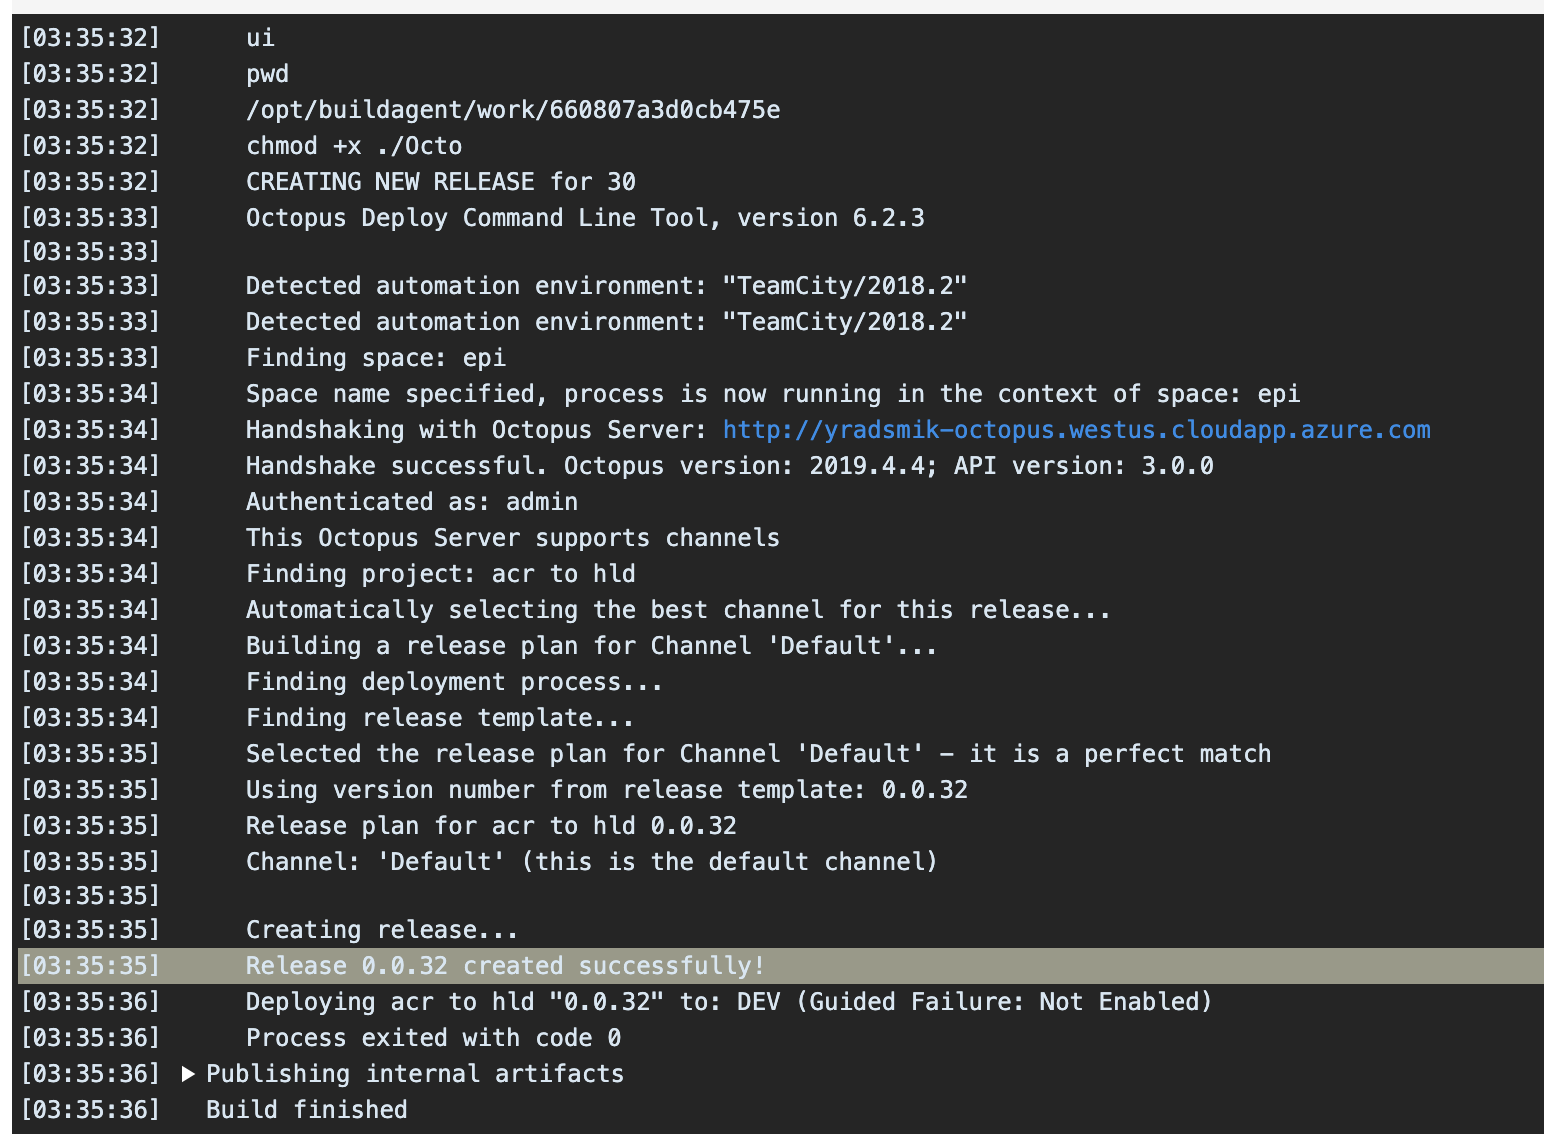 [03:35:32] ui
[03:35:32] pwd
[03:35:32] /opt/buildagent/work/660807a3d0cb475e
[03:35:32] chmod +x ./Octo
[03:35:32] CREATING NEW RELEASE for 30
[03:35:33] Octopus Deploy Command Line Tool, version 6.2.3
[03:35:33]
[03:35:33] Detected automation environment: "TeamCity/2018.2"
[03:35:33] Detected automation environment: "TeamCity/2018.2"
[03:35:33] Finding space: epi
[03:35:34] Space name specified, process is now running in the context of space: epi
[03:35:34] Handshaking with Octopus Server: http://yradsmik-octopus.westus.cloudapp.azure.com
[03:35:34] Handshake successful. Octopus version: 2019.4.4; API version: 3.0.0
[03:35:34] Authenticated as: admin
[03:35:34] This Octopus Server supports channels
[03:35:34] Finding project: acr to hld
[03:35:34] Automatically selecting the best channel for this release...
[03:35:34] Building a release plan for Channel 'Default'...
[03:35:34] Finding deployment process...
[03:35:34] Finding release template...
[03:35:35] Selected the release plan for Channel 'Default' – it is a perfect match
[03:35:35] Using version number from release template: 0.0.32
[03:35:35] Release plan for acr to hld 0.0.32
[03:35:35] Channel: 'Default' (this is the default channel)
[03:35:35]
[03:35:35] Creating release...
[03:35:35] Release 0.0.32 created successfully!
[03:35:36] Deploying acr to hld "0.0.32" to: DEV (Guided Failure: Not Enabled)
[03:35:36] Process exited with code 0
[03:35:36] Publishing internal artifacts
[03:35:36] Build finished